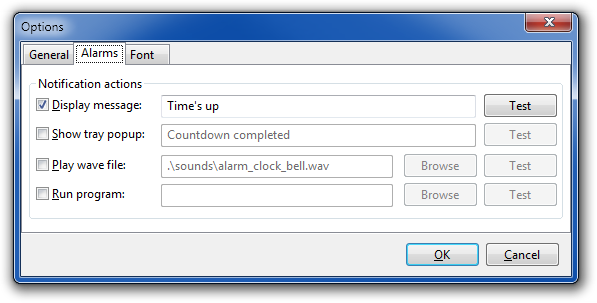 Options
General Alarms Font
Notification actions
Display message: Time's up Test
Show tray popup: Countdown completed Test
Play wave file: .\sounds\alarm_clock_bell.wav Browse Test
Run program: Browse Test
OK Cancel